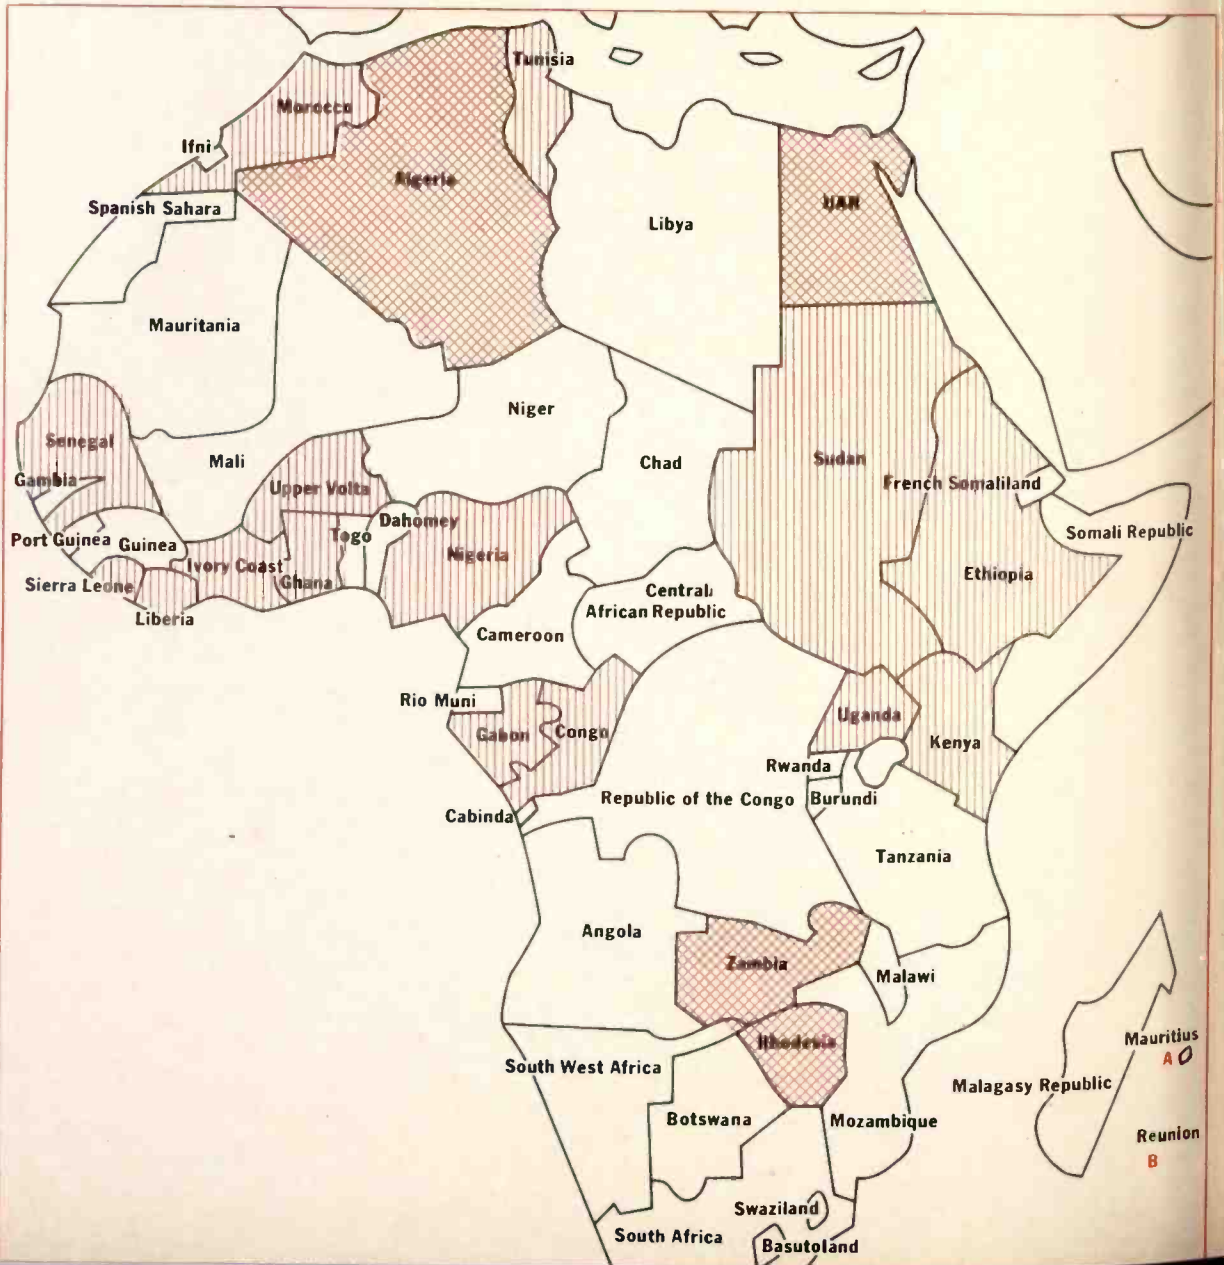 Tunisia
Morocco
Ifni
Algeria
Spanish Sahara
UAR
Libya
Mauritania
Niger
Senegal
Mali
Chad
Sudan
Gambia
Upper Volta
French Somaliland
Dahomey
Port Guinea
Guinea
Togo
Somali Republic
Nigeria
Ivory Coast
Ghana
Sierra Leone
Ethiopia
Liberia
Central
African Republic
Cameroon
Rio Muni
Gabon
Congo
Uganda
Kenya
Rwanda
Republic of the Congo
Burundi
Cabinda
Tanzania
Angola
Zambia
Malawi
Rhodesia
Mauritius
A
South West Africa
Malagasy Republic
Botswana
Mozambique
Reunion
B
Swaziland
South Africa
Basutoland